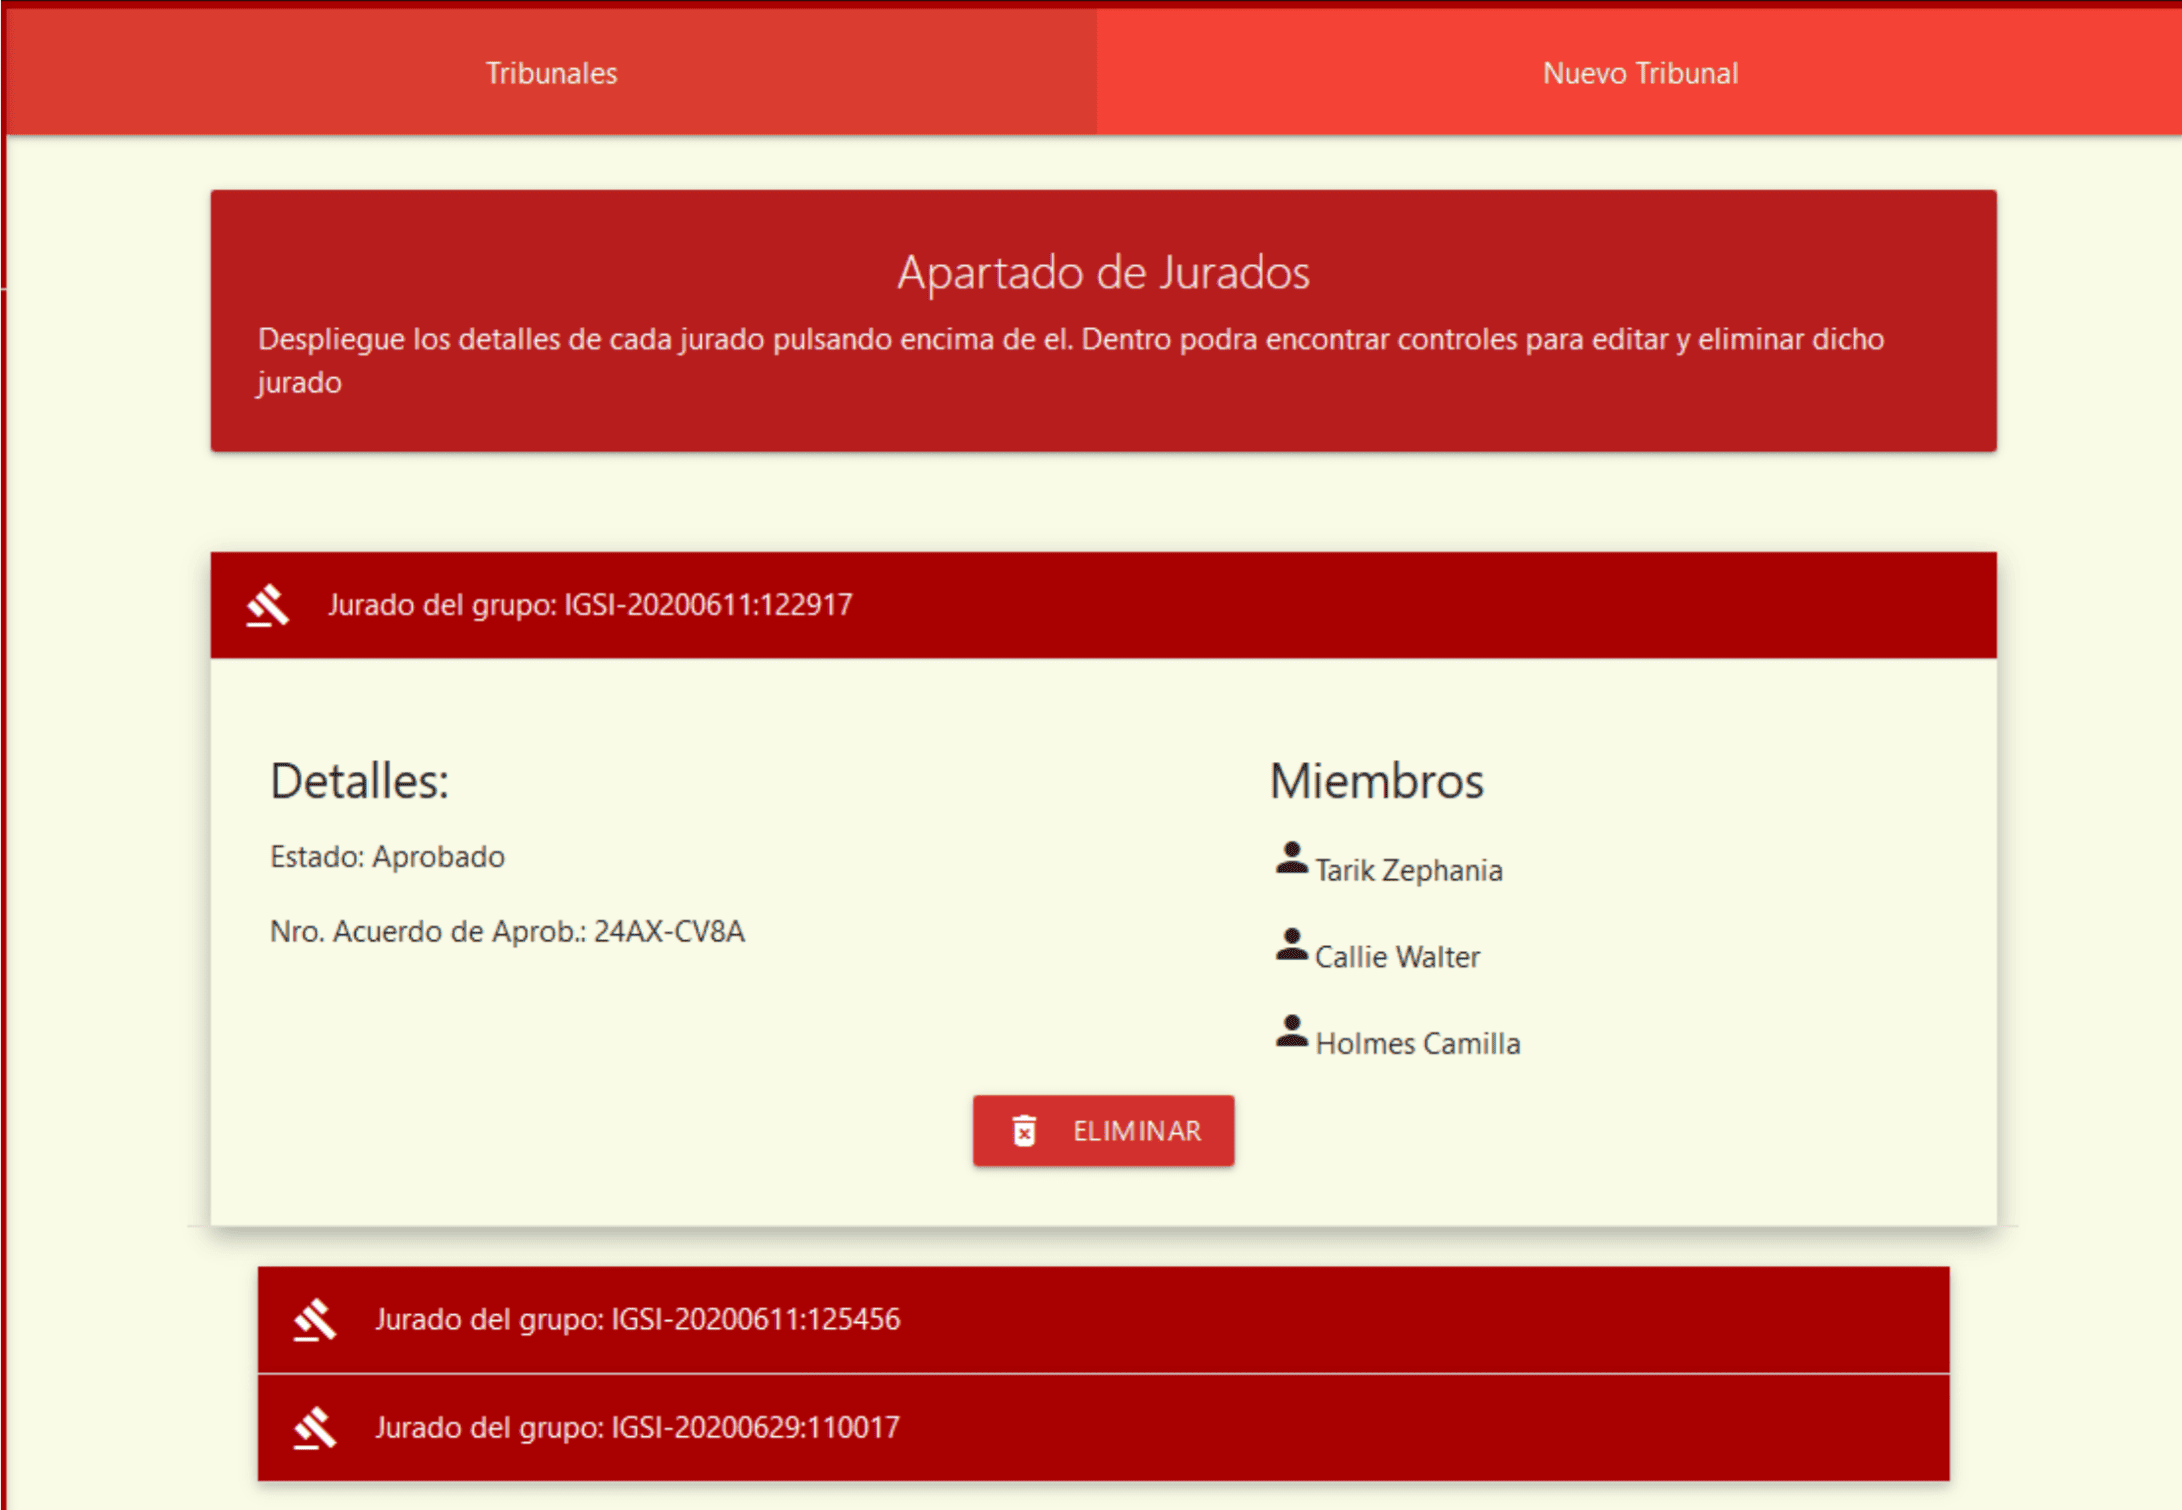 Tribunales
Nuevo Tribunal
Apartado de Jurados
Despliegue los detalles de cada jurado pulsando encima de el. Dentro podra encontrar controles para editar y eliminar dicho
jurado
Jurado del grupo: IGSI-20200611:122917
Detalles:
Estado: Aprobado
Nro. Acuerdo de Aprob.: 24AX-CV8A
Miembros
Tarik Zephania
Callie Walter
Holmes Camilla
ELIMINAR
Jurado del grupo: IGSI-20200611:125456
Jurado del grupo: IGSI-20200629:110017